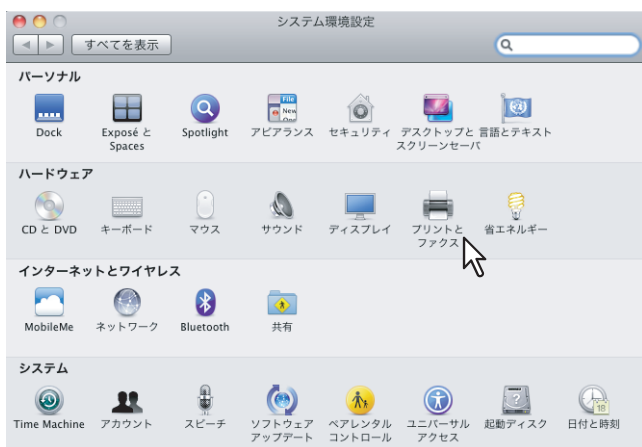 システム環境設定
すべてを表示
パーソナル
Dock
Exposé と
Spaces
Spotlight
File
New
アピアランス
セキュリティ
デスクトップと
スクリーンセーバ
言語とテキスト
ハードウェア
CD と DVD
キーボード
マウス
サウンド
ディスプレイ
プリントと
ファクス
省エネルギー
インターネットとワイヤレス
MobileMe
ネットワーク
Bluetooth
共有
システム
Time Machine
アカウント
スピーチ
ソフトウェア
アップデート
ペアレンタル
コントロール
ユニバーサル
アクセス
起動ディスク
18
日付と時刻